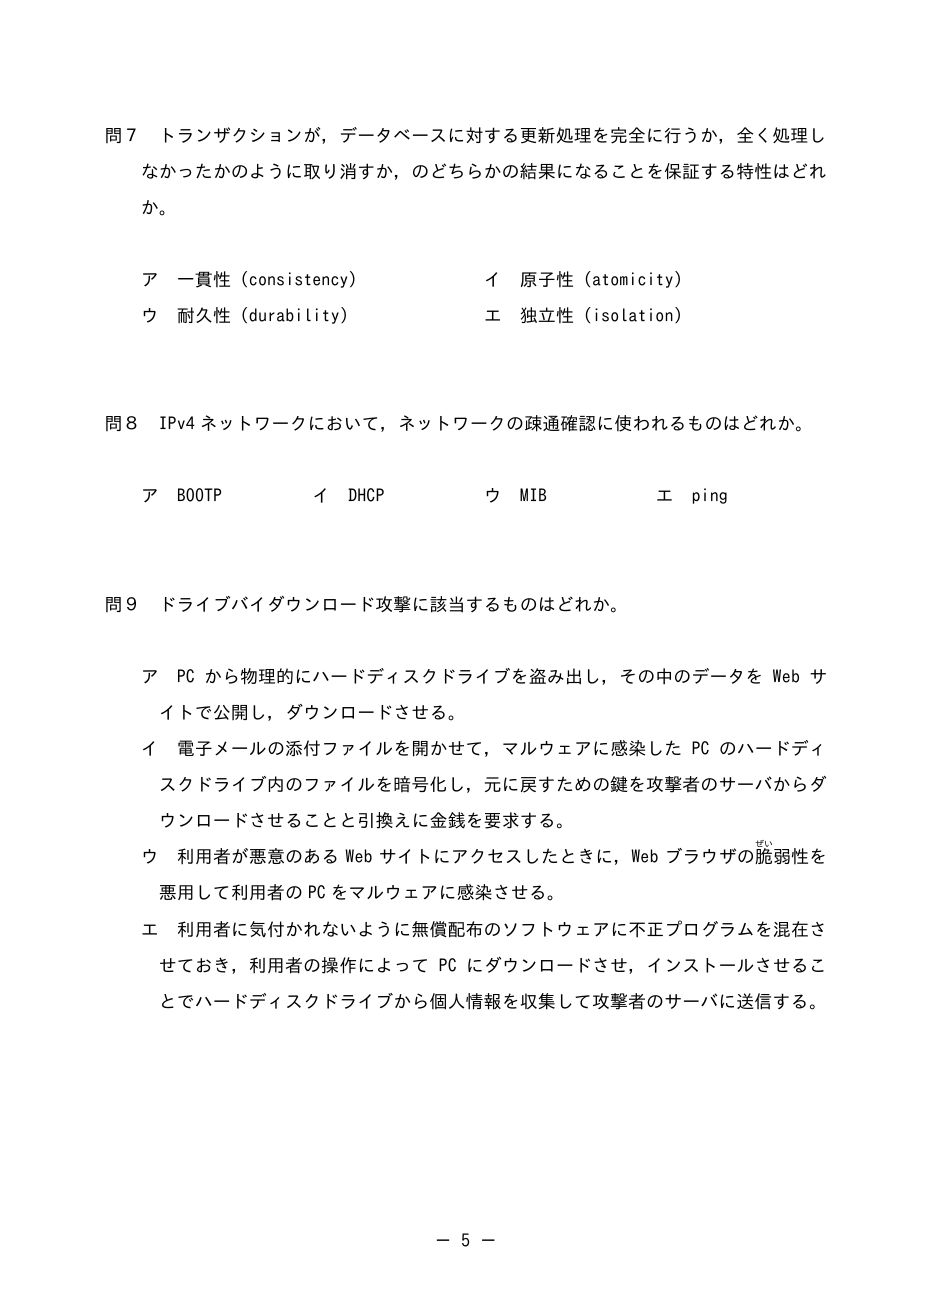 問７　トランザクションが，データベースに対する更新処理を完全に行うか，全く処理し
なかったかのように取り消すか，のどちらかの結果になることを保証する特性はどれ
か。
ア　一貫性（consistency）　イ　原子性（atomicity）
ウ　耐久性（durability）　エ　独立性（isolation）
問８　IPv4 ネットワークにおいて，ネットワークの疎通確認に使われるものはどれか。
ア　BOOTP　イ　DHCP　ウ　MIB　エ　ping
問９　ドライブバイダウンロード攻撃に該当するものはどれか。
ア　PC から物理的にハードディスクドライブを盗み出し，その中のデータを Web サ
イトで公開し，ダウンロードさせる。
イ　電子メールの添付ファイルを開かせて，マルウェアに感染した PC のハードディ
スクドライブ内のファイルを暗号化し，元に戻すための鍵を攻撃者のサーバからダ
ウンロードさせることと引換えに金銭を要求する。
ぜい
ウ　利用者が悪意のある Web サイトにアクセスしたときに，Web ブラウザの脆弱性を
悪用して利用者の PC をマルウェアに感染させる。
エ　利用者に気付かれないように無償配布のソフトウェアに不正プログラムを混在さ
せておき，利用者の操作によって PC にダウンロードさせ，インストールさせるこ
とでハードディスクドライブから個人情報を収集して攻撃者のサーバに送信する。
－ 5 －